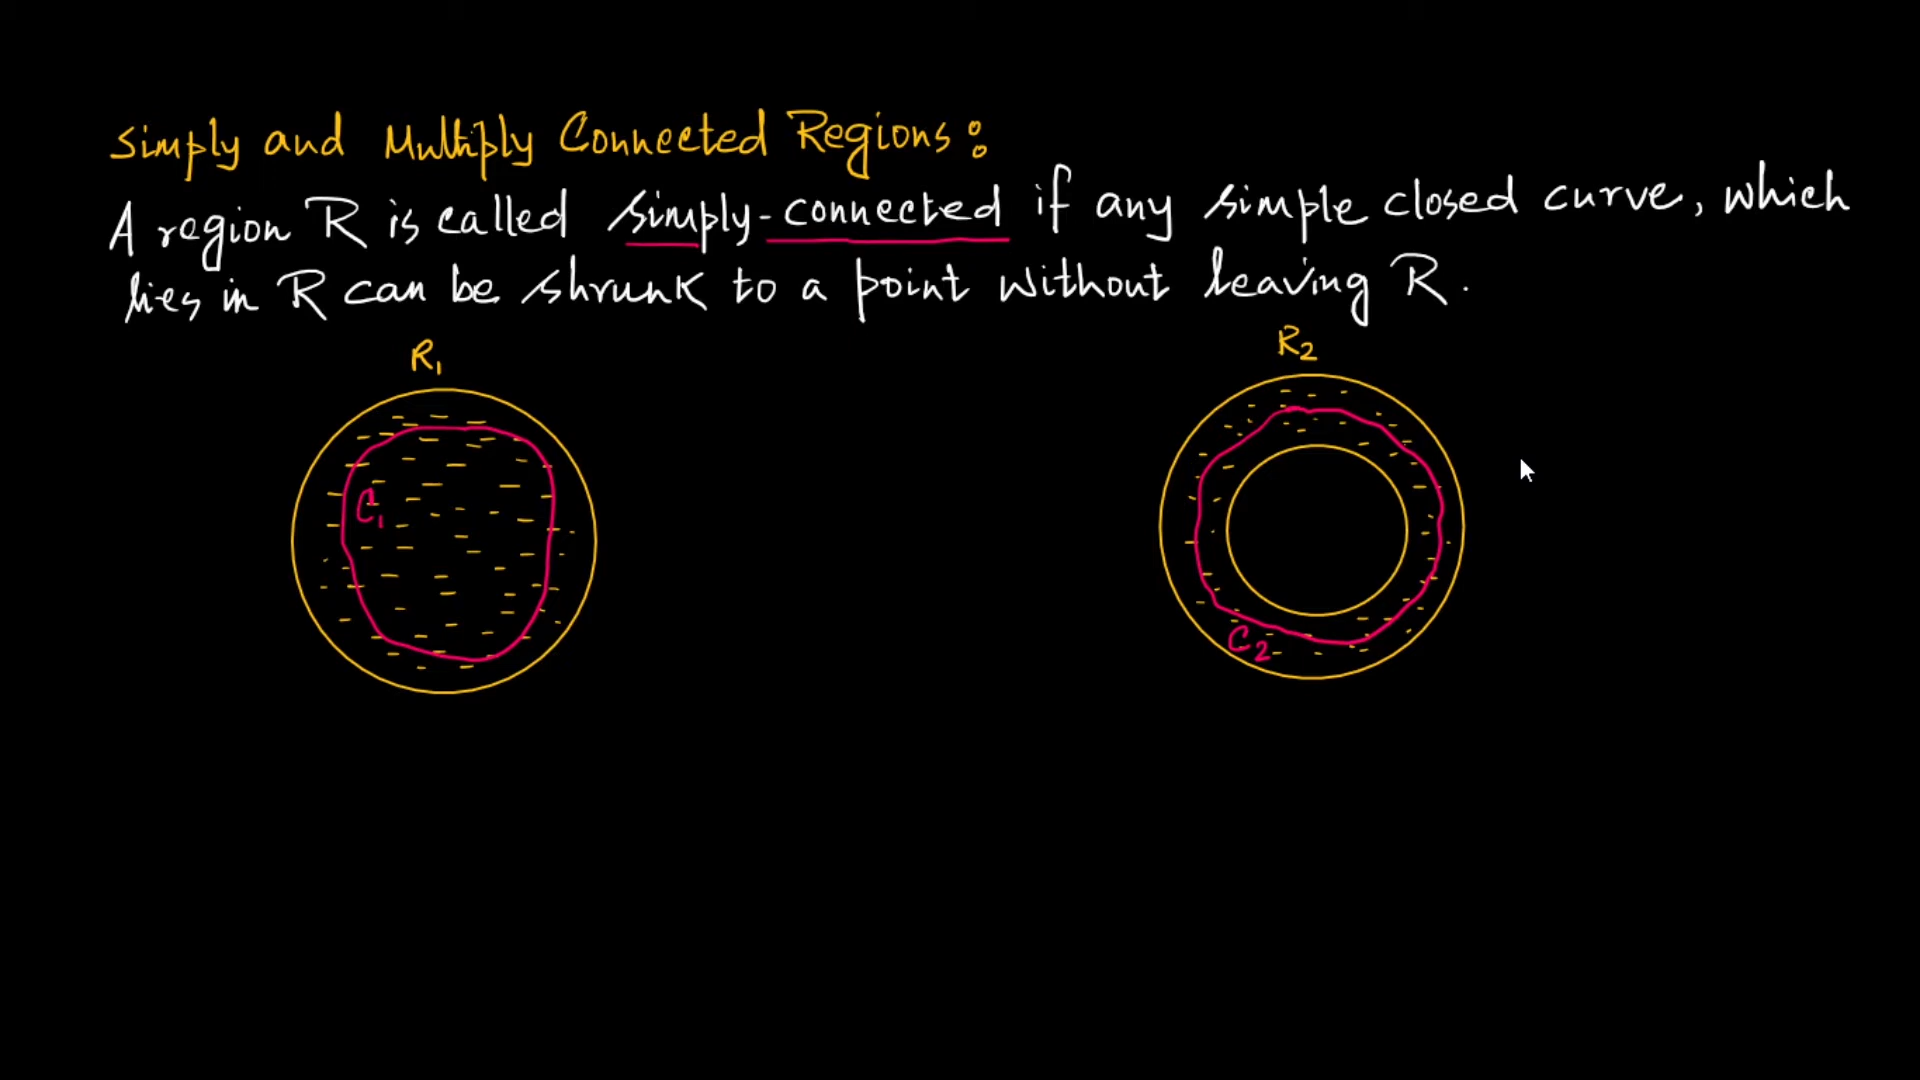 Simply and Multiply Connected Regions:
A region R is called simply-connected if any simple closed curve, which
lies in R can be shrunk to a point without leaving R.
R₁
R₂
C₁
C₂